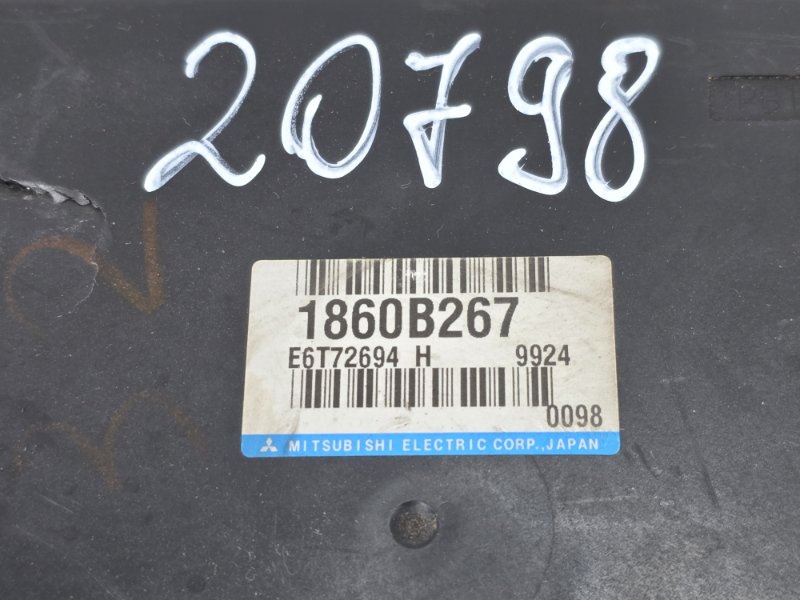 20798
1860B267
E6T72694 H 9924
0098
MITSUBISHI ELECTRIC CORP., JAPAN